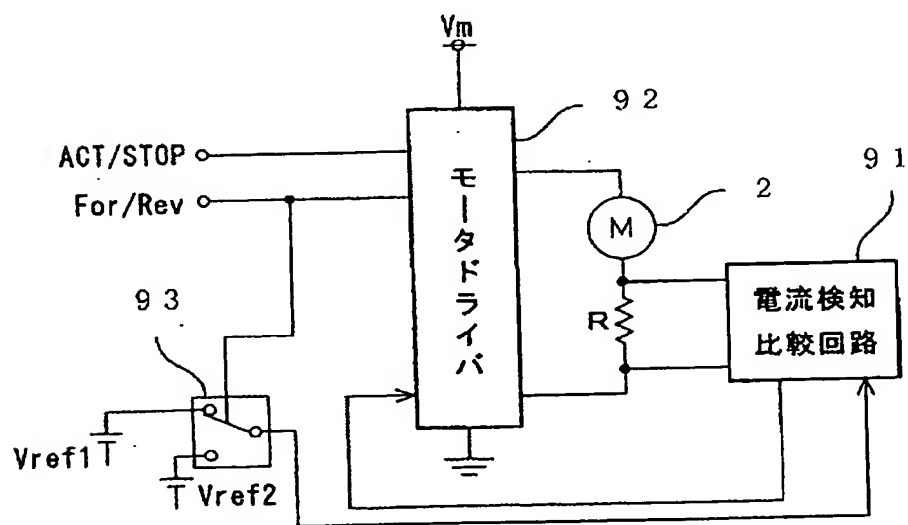 Vm
９２
ACT/STOP
For/Rev
モータドライバ
２
M
９１
電流検知
比較回路
R
９３
Vref1
Vref2